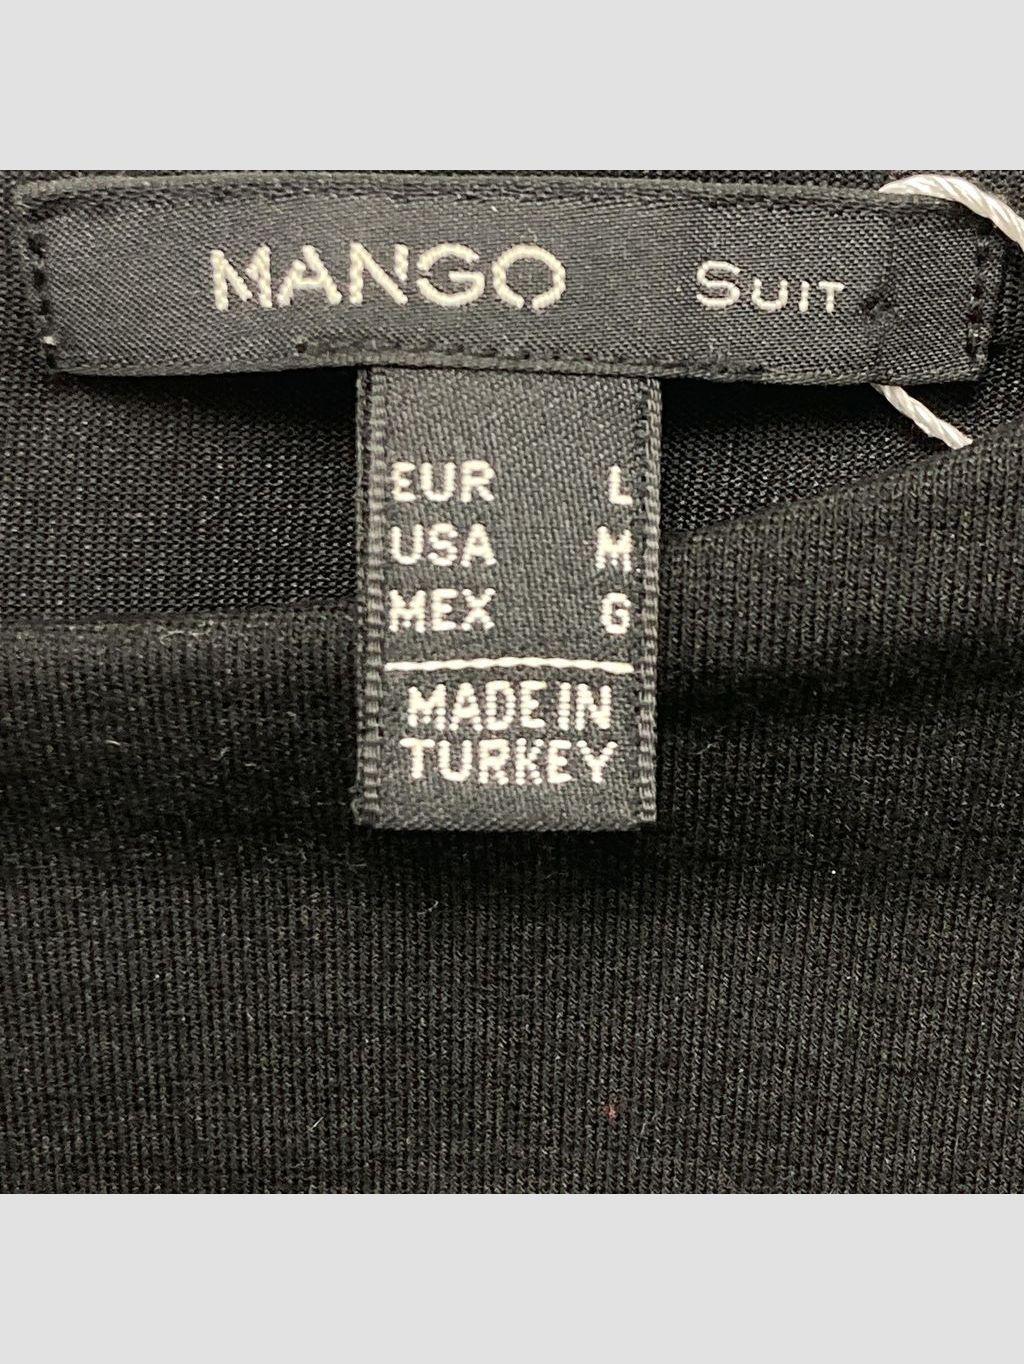 MANGO SUIT
EUR L
USA M
MEX G
MADE IN
TURKEY